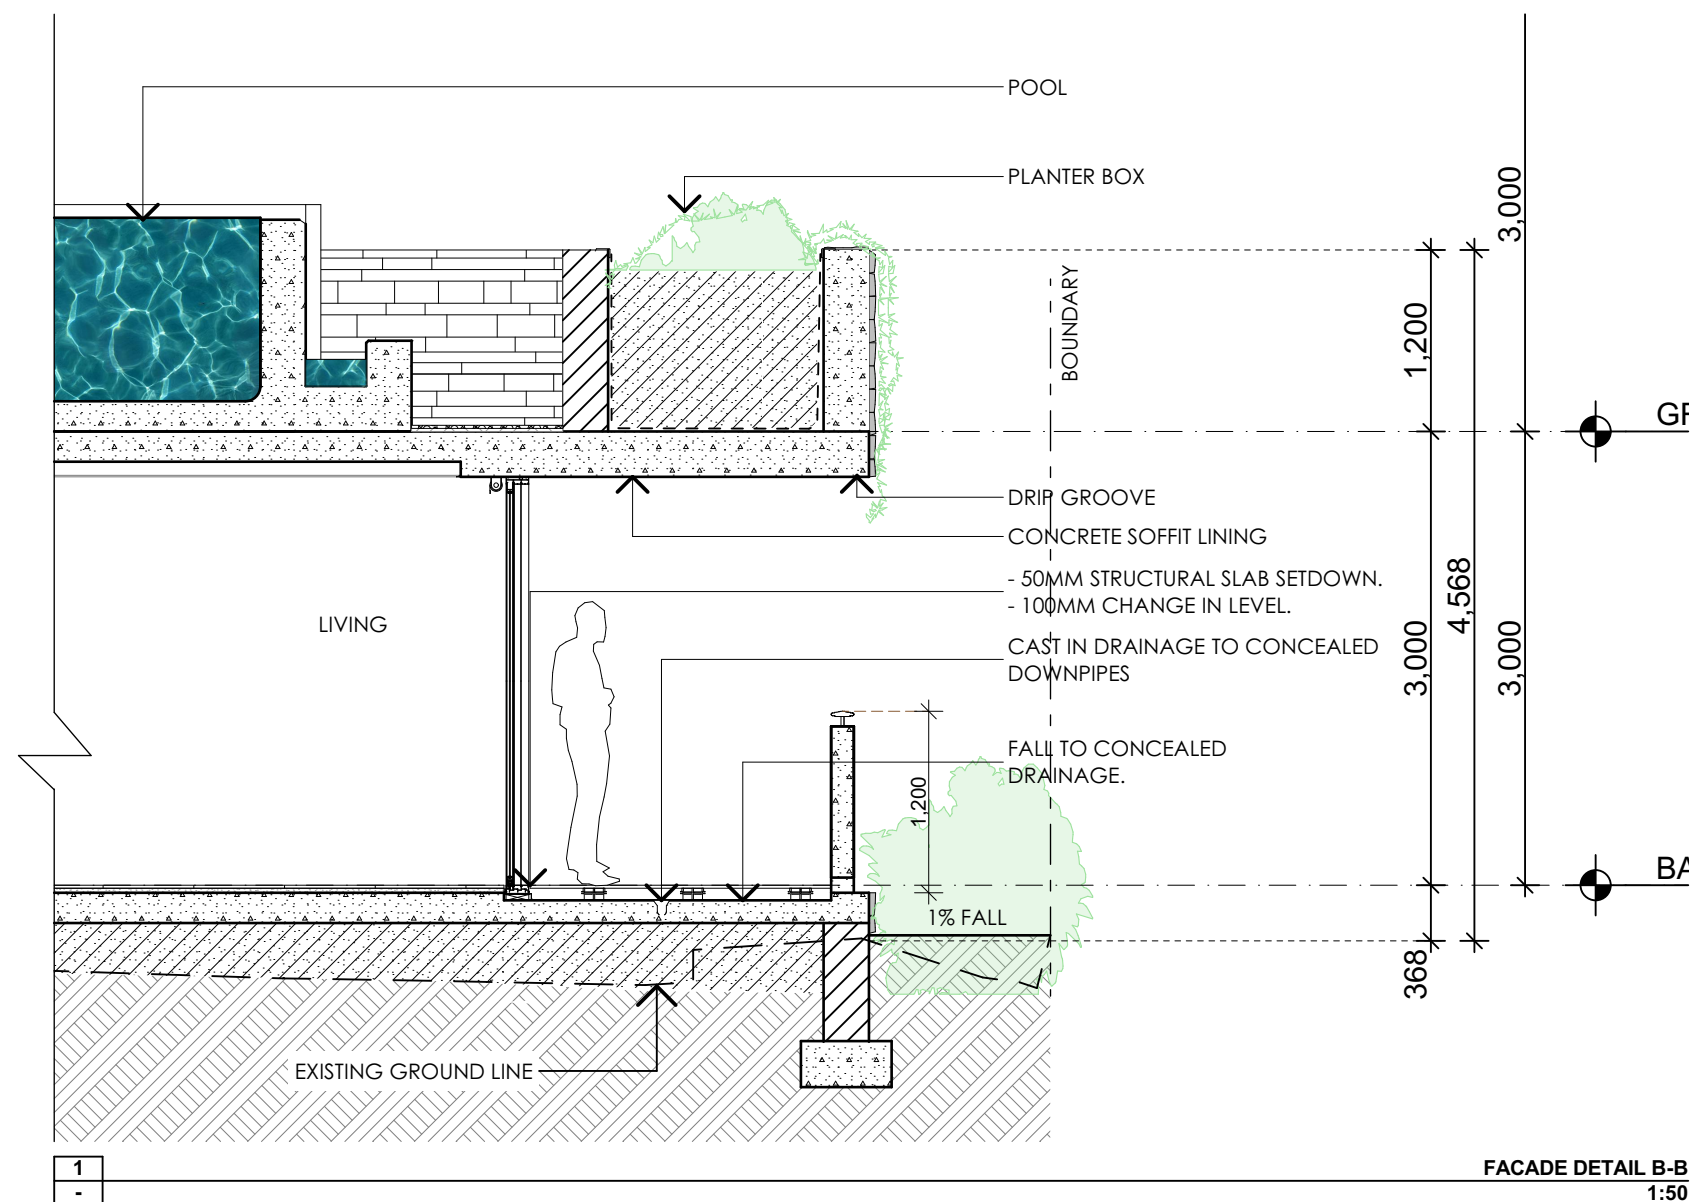 POOL
PLANTER BOX
3,000
BOUNDARY
1,200
GF
DRIP GROOVE
CONCRETE SOFFIT LINING
- 50MM STRUCTURAL SLAB SETDOWN.
- 100MM CHANGE IN LEVEL.
LIVING
CAST IN DRAINAGE TO CONCEALED
DOWNPIPES
4,568
3,000
3,000
FALL TO CONCEALED
DRAINAGE.
1,200
BA
1% FALL
368
EXISTING GROUND LINE
1
-
FACADE DETAIL B-B
1:50